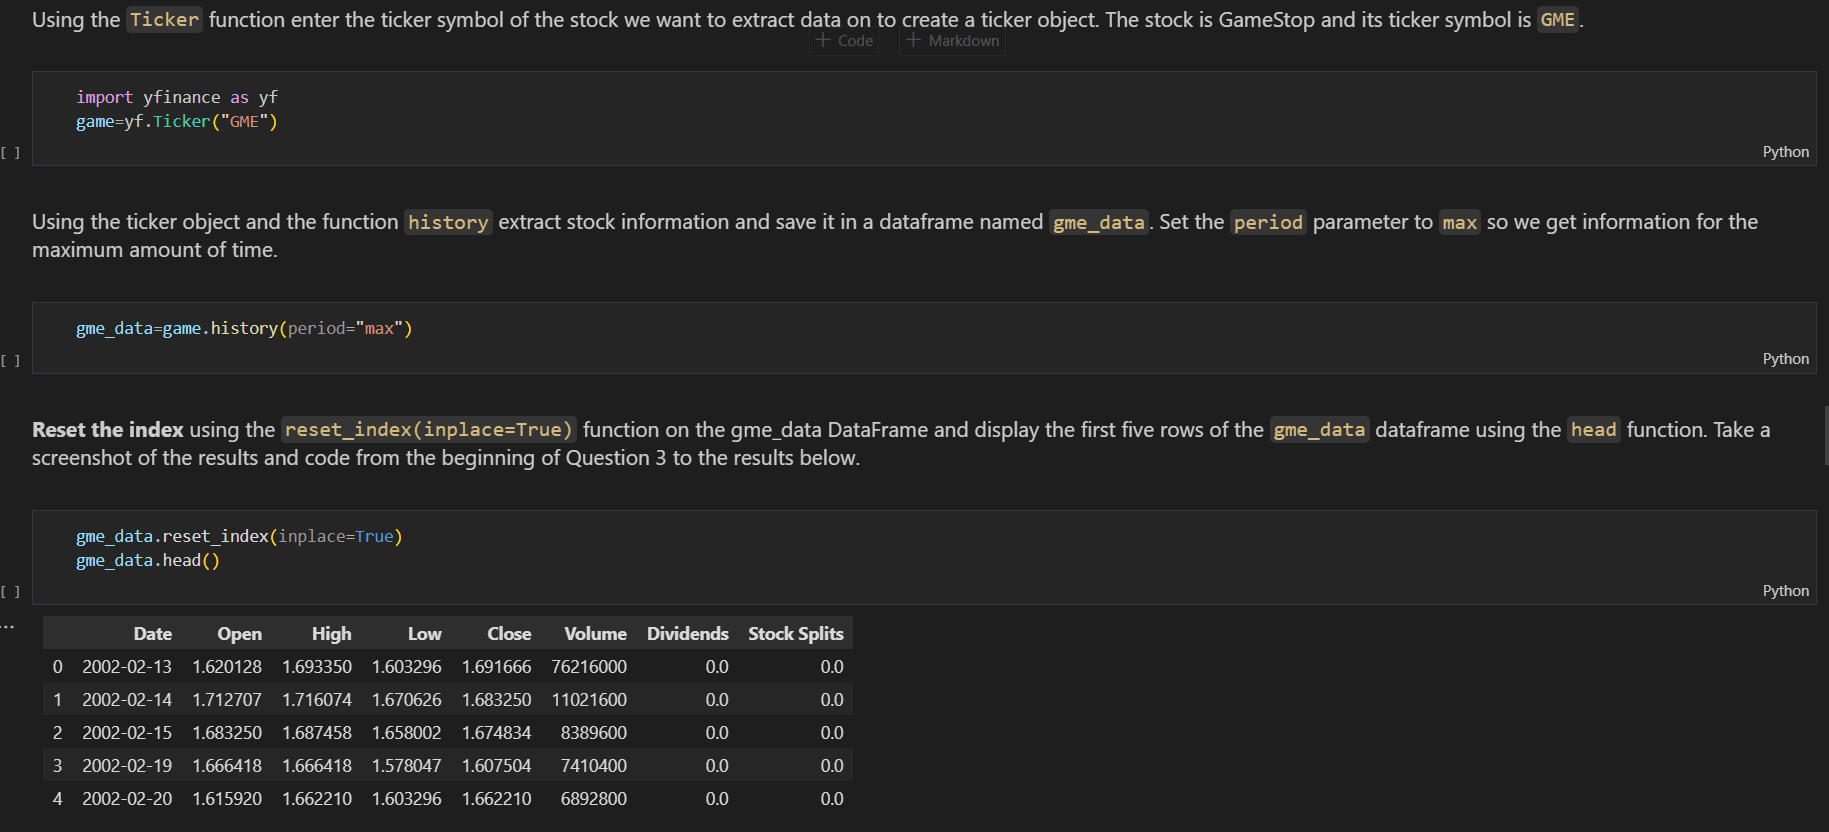 Using the Ticker function enter the ticker symbol of the stock we want to extract data on to create a ticker object. The stock is GameStop and its ticker symbol is GME.
+ Code + Markdown
import yfinance as yf
game=yf.Ticker("GME")
[ ]
Python
Using the ticker object and the function history extract stock information and save it in a dataframe named gme_data. Set the period parameter to max so we get information for the
maximum amount of time.
gme_data=game.history(period="max")
[ ]
Python
Reset the index using the reset_index(inplace=True) function on the gme_data DataFrame and display the first five rows of the gme_data dataframe using the head function. Take a
screenshot of the results and code from the beginning of Question 3 to the results below.
gme_data.reset_index(inplace=True)
gme_data.head()
[ ]
Python
...
Date Open High Low Close Volume Dividends Stock Splits
0 2002-02-13 1.620128 1.693350 1.603296 1.691666 76216000 0.0 0.0
1 2002-02-14 1.712707 1.716074 1.670626 1.683250 11021600 0.0 0.0
2 2002-02-15 1.683250 1.687458 1.658002 1.674834 8389600 0.0 0.0
3 2002-02-19 1.666418 1.666418 1.578047 1.607504 7410400 0.0 0.0
4 2002-02-20 1.615920 1.662210 1.603296 1.662210 6892800 0.0 0.0